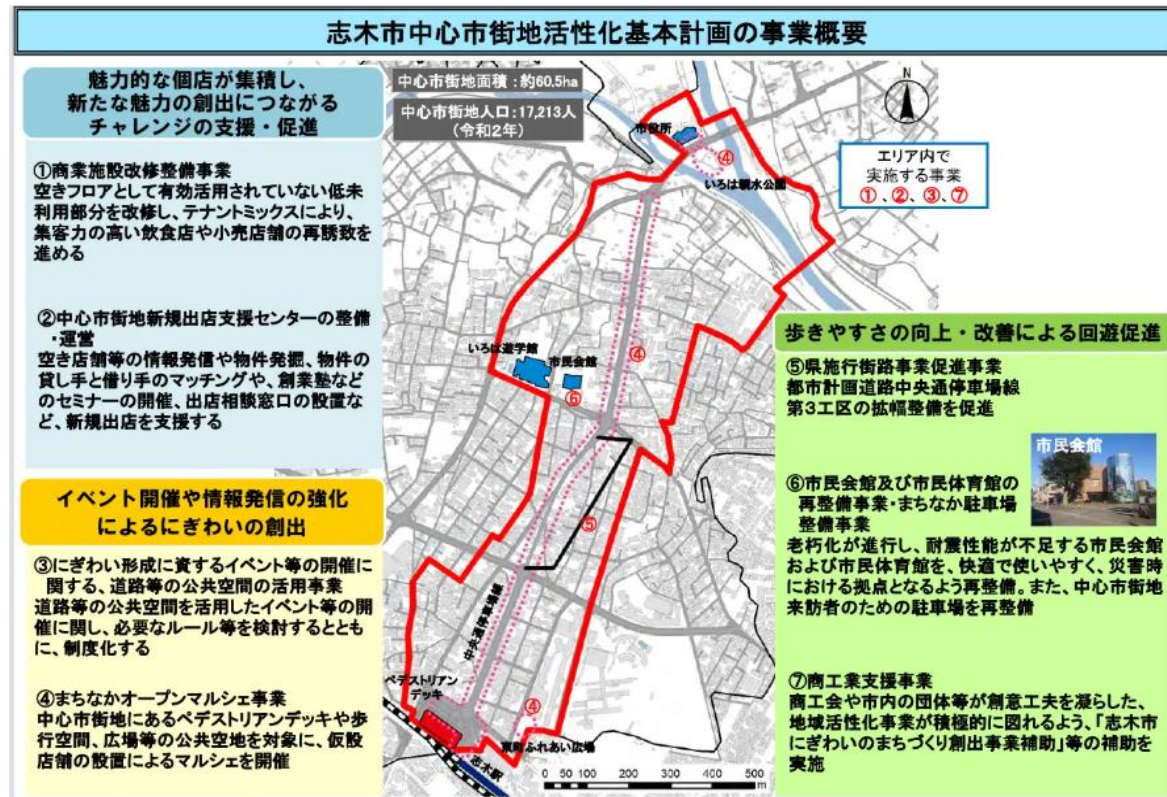 志木市中心市街地活性化基本計画の事業概要
魅力的な個店が集積し、
新たな魅力の創出につながる
チャレンジの支援・促進
①商業施設改修整備事業
空きフロアとして有効活用されていない低未
利用部分を改修し、テナントミックスにより、
集客力の高い飲食店や小売店舗の再誘致を
進める
②中心市街地新規出店支援センターの整備
・運営
空き店舗等の情報発信や物件発掘、物件の
貸し手と借り手のマッチングや、創業塾など
のセミナーの開催、出店相談窓口の設置な
ど、新規出店を支援する
イベント開催や情報発信の強化
によるにぎわいの創出
③にぎわい形成に資するイベント等の開催に
関する、道路等の公共空間の活用事業
道路等の公共空間を活用したイベント等の開
催に関し、必要なルール等を検討するととも
に、制度化する
④まちなかオープンマルシェ事業
中心市街地にあるペデストリアンデッキや歩
行空間、広場等の公共空地を対象に、仮設
店舗の設置によるマルシェを開催
中心市街地面積：約60.5ha
中心市街地人口：17,213人
（令和2年）
市役所
④
いろは親水公園
N
エリア内で
実施する事業
①、②、③、⑦
いろは遊学館
市民会館
④
⑥
⑤
中央通停車場線
ペデストリアン
デッキ
④
東町ふれあい広場
志木駅
0 50 100 200 300 400 500
m
歩きやすさの向上・改善による回遊促進
⑤県施行街路事業促進事業
都市計画道路中央通停車場線
第3工区の拡幅整備を促進
市民会館
⑥市民会館及び市民体育館の
再整備事業・まちなか駐車場
整備事業
老朽化が進行し、耐震性能が不足する市民会館
および市民体育館を、快適で使いやすく、災害時
における拠点となるよう再整備。また、中心市街地
来訪者のための駐車場を再整備
⑦商工業支援事業
商工会や市内の団体等が創意工夫を凝らした、
地域活性化事業が積極的に図れるよう、「志木市
にぎわいのまちづくり創出事業補助」等の補助を
実施